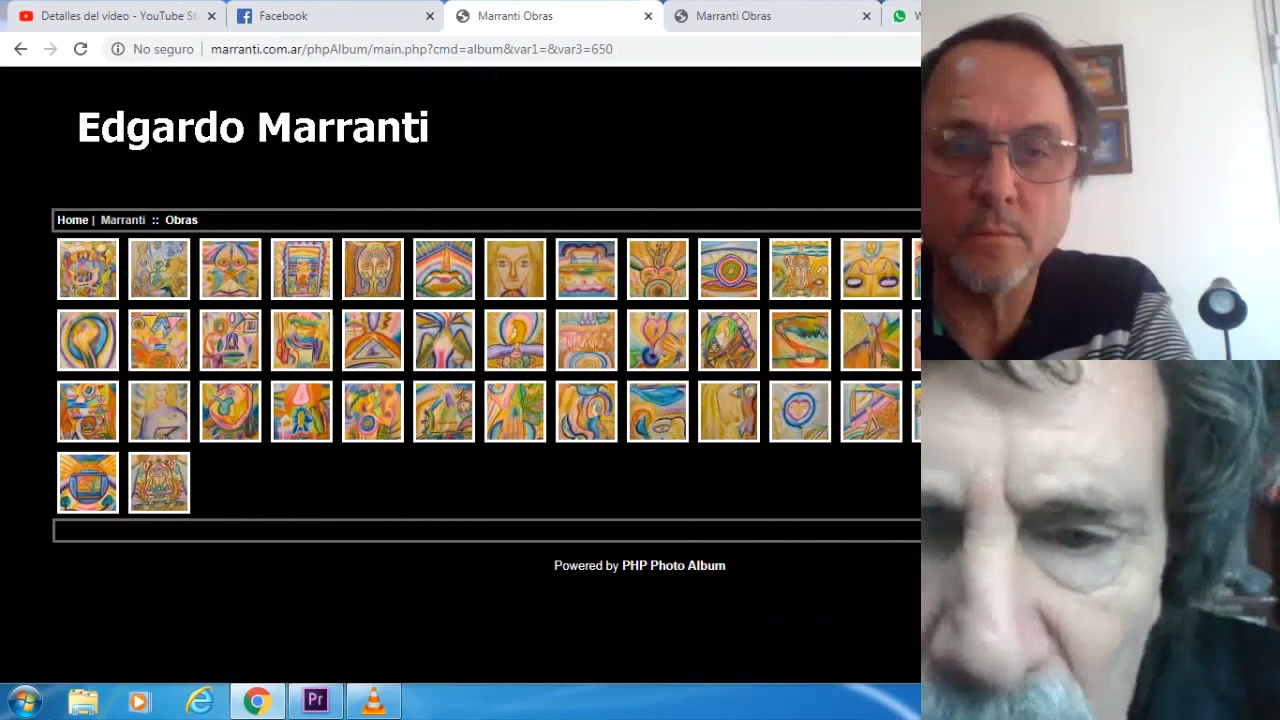 Detalles del vídeo - YouTube St
Facebook
Marranti Obras
Marranti Obras
No seguro
marranti.com.ar/phpAlbum/main.php?cmd=album&var1=&var3=650
Edgardo Marranti
Home | Marranti :: Obras
Powered by PHP Photo Album
Pr